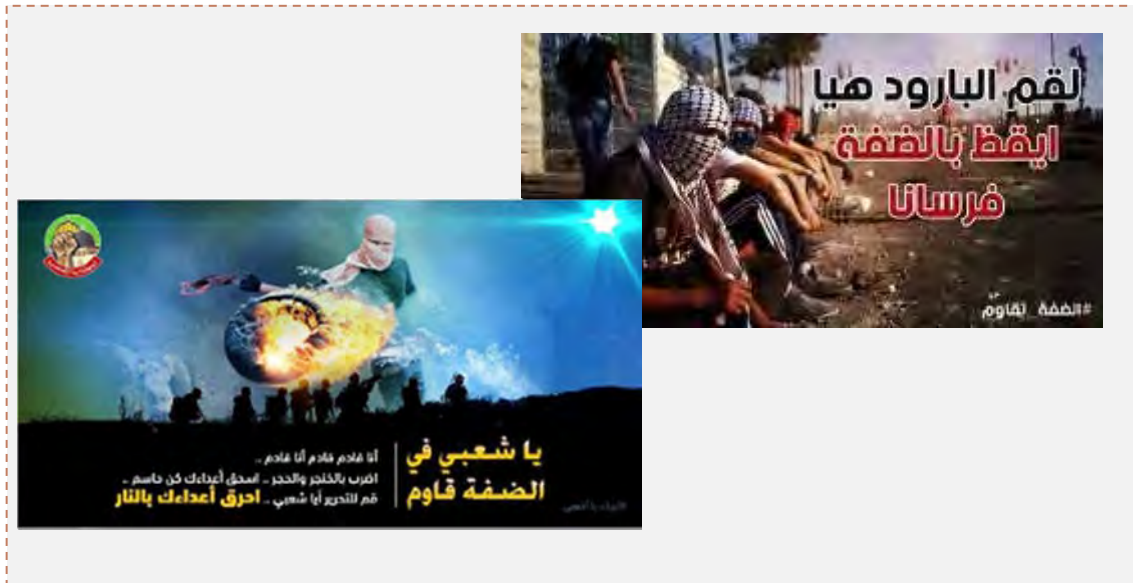 لقم البارود هيا
ايقظ بالضفة
فرساننا
#الضفة_تقاوم
يا شعبي في
الضفة قاوم
أنا قادم قادم أنا قادم ..
اضرب بالخنجر والحجر .. اسحق أعداءك كن حاسم ..
قم للتحرير أيا شعبي .. احرق أعداءك بالنار